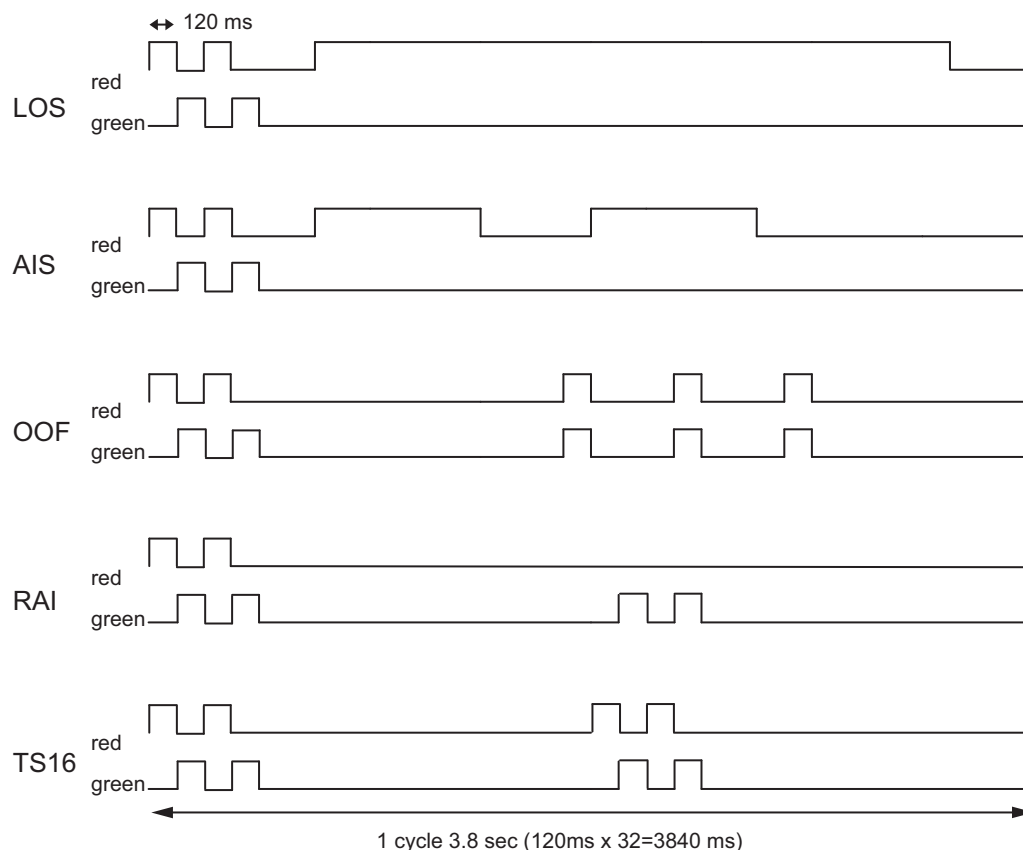 120 ms
red
LOS
green
red
AIS
green
red
OOF
green
red
RAI
green
red
TS16
green
1 cycle 3.8 sec (120ms x 32=3840 ms)